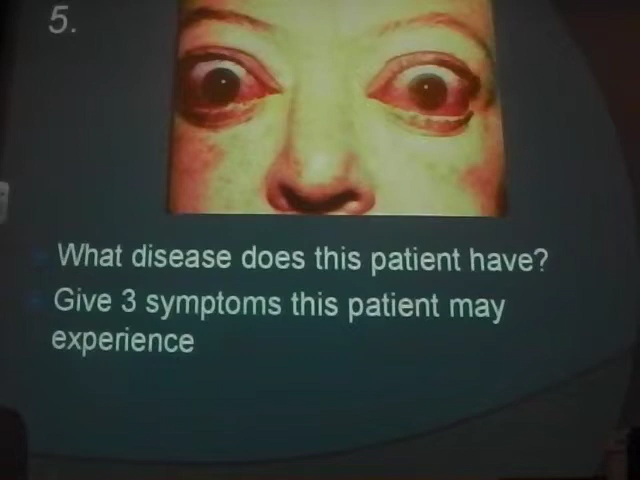 5.
What disease does this patient have?
Give 3 symptoms this patient may
experience